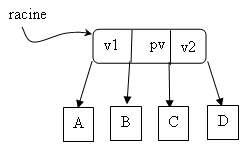 racine
v1 pv v2
A B C D